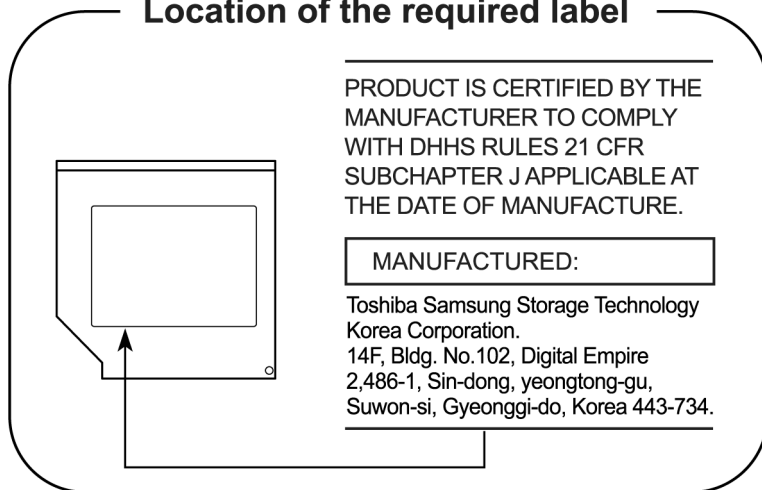 Location of the required label
PRODUCT IS CERTIFIED BY THE
MANUFACTURER TO COMPLY
WITH DHHS RULES 21 CFR
SUBCHAPTER J APPLICABLE AT
THE DATE OF MANUFACTURE.
MANUFACTURED:
Toshiba Samsung Storage Technology
Korea Corporation.
14F, Bldg. No.102, Digital Empire
2,486-1, Sin-dong, yeongtong-gu,
Suwon-si, Gyeonggi-do, Korea 443-734.